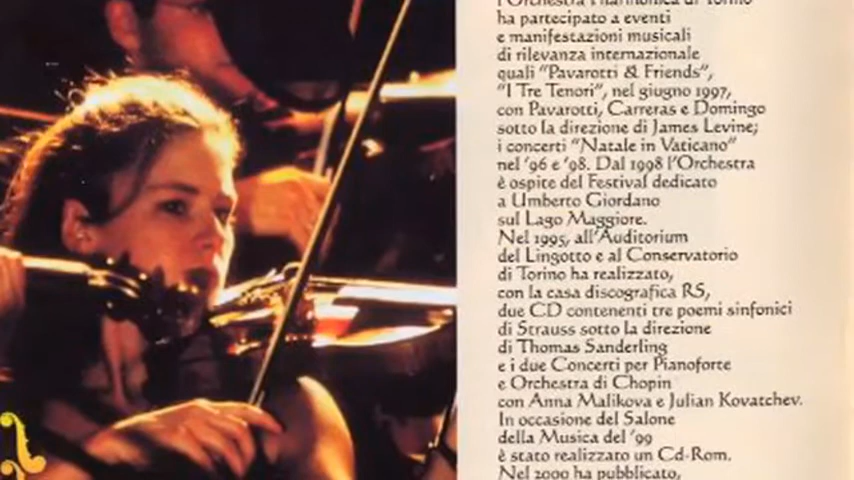 l'Orchestra Filarmonica di Torino
ha partecipato a eventi
e manifestazioni musicali
di rilevanza internazionale
quali "Pavarotti & Friends",
"I Tre Tenori", nel giugno 1997,
con Pavarotti, Carreras e Domingo
sotto la direzione di James Levine;
i concerti "Natale in Vaticano"
nel '96 e '98. Dal 1998 l'Orchestra
è ospite del Festival dedicato
a Umberto Giordano
sul Lago Maggiore.
Nel 1995, all'Auditorium
del Lingotto e al Conservatorio
di Torino ha realizzato,
con la casa discografica RS,
due CD contenenti tre poemi sinfonici
di Strauss sotto la direzione
di Thomas Sanderling
e i due Concerti per Pianoforte
e Orchestra di Chopin
con Anna Malikova e Julian Kovatchev.
In occasione del Salone
della Musica del '99
è stato realizzato un Cd-Rom.
Nel 2000 ha pubblicato,